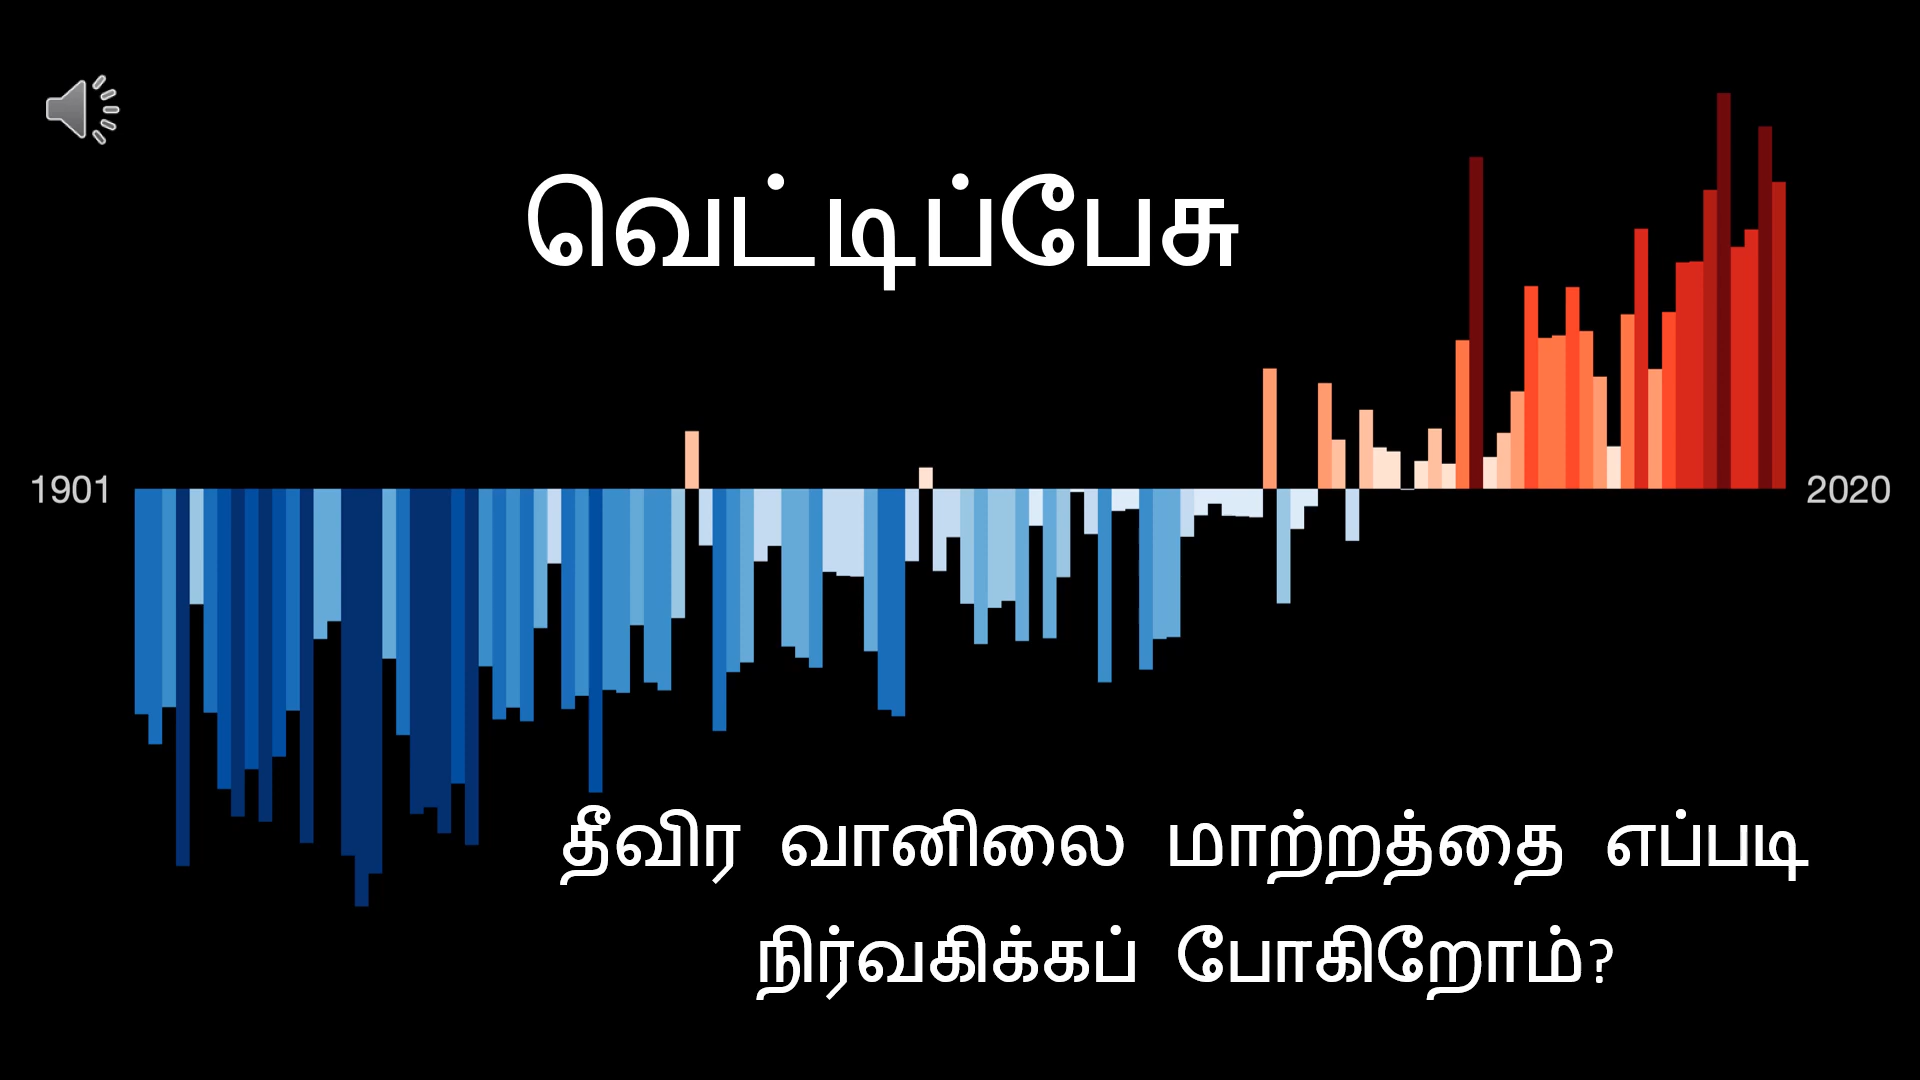 வெட்டிப்பேசு
1901
2020
தீவிர வானிலை மாற்றத்தை எப்படி
நிர்வகிக்கப் போகிறோம்?